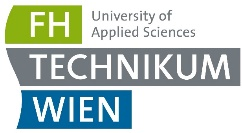 FH
University of
Applied Sciences
TECHNIKUM
WIEN